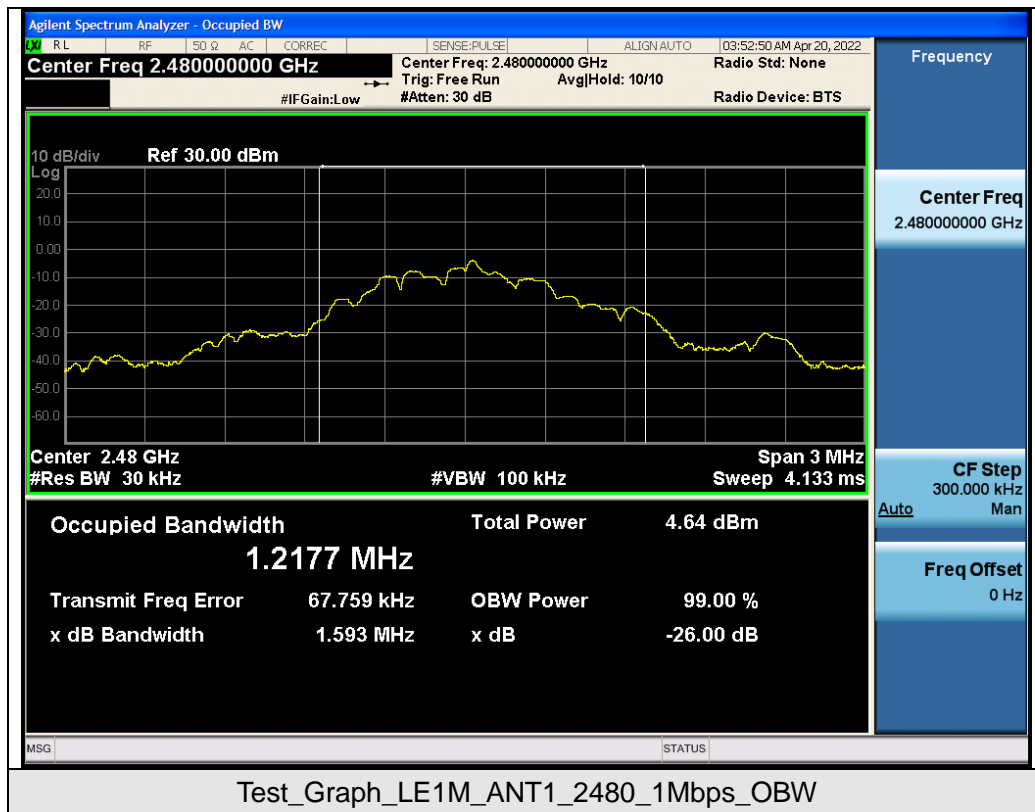 Agilent Spectrum Analyzer - Occupied BW
LXI RL RF 50 Ω AC CORREC SENSE:PULSE ALIGN AUTO 03:52:50 AM Apr 20, 2022
Center Freq 2.480000000 GHz
Center Freq: 2.480000000 GHz Radio Std: None
Trig: Free Run Avg|Hold: 10/10
#IFGain:Low #Atten: 30 dB Radio Device: BTS
10 dB/div Ref 30.00 dBm
Log
20.0
10.0
0.00
-10.0
-20.0
-30.0
-40.0
-50.0
-60.0
Center 2.48 GHz Span 3 MHz
#Res BW 30 kHz #VBW 100 kHz Sweep 4.133 ms
Occupied Bandwidth Total Power 4.64 dBm
1.2177 MHz
Transmit Freq Error 67.759 kHz OBW Power 99.00 %
x dB Bandwidth 1.593 MHz x dB -26.00 dB
MSG STATUS
Frequency
Center Freq
2.480000000 GHz
CF Step
300.000 kHz
Auto Man
Freq Offset
0 Hz
Test_Graph_LE1M_ANT1_2480_1Mbps_OBW